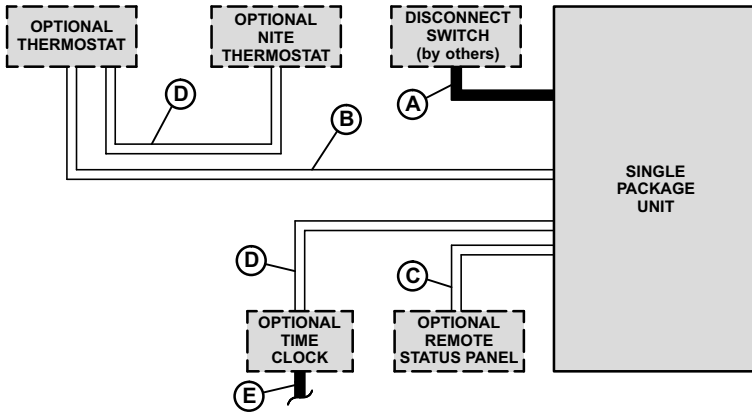 OPTIONAL
THERMOSTAT
OPTIONAL
NITE
THERMOSTAT
DISCONNECT
SWITCH
(by others)
D
A
B
SINGLE
PACKAGE
UNIT
D
C
OPTIONAL
TIME
CLOCK
OPTIONAL
REMOTE
STATUS PANEL
E